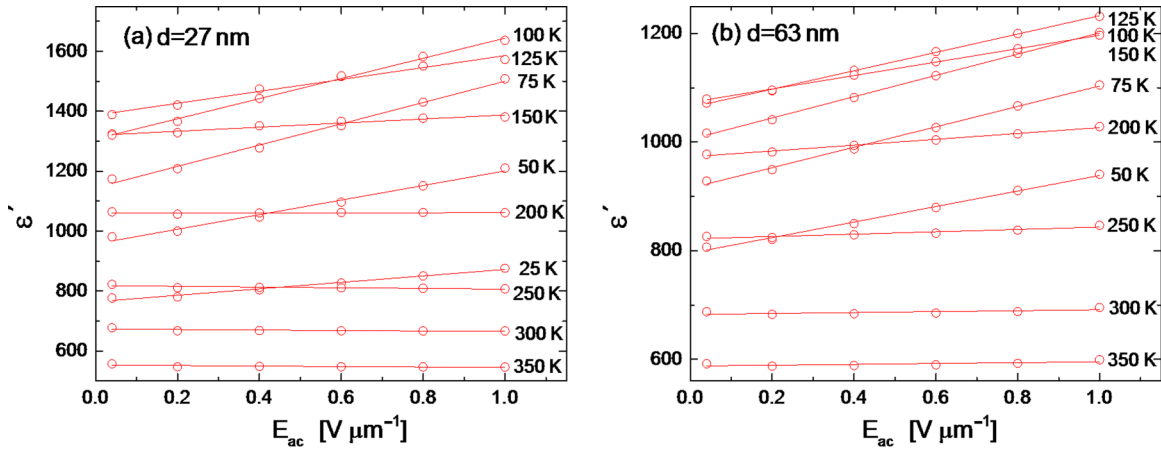 (a) d=27 nm
1600
1400
1200
1000
800
600
ε′
100 K
125 K
75 K
150 K
50 K
200 K
25 K
250 K
300 K
350 K
0.0 0.2 0.4 0.6 0.8 1.0
E_ac [V μm⁻¹]
(b) d=63 nm
1200
1000
800
600
ε′
125 K
100 K
150 K
75 K
200 K
50 K
250 K
300 K
350 K
0.0 0.2 0.4 0.6 0.8 1.0
E_ac [V μm⁻¹]